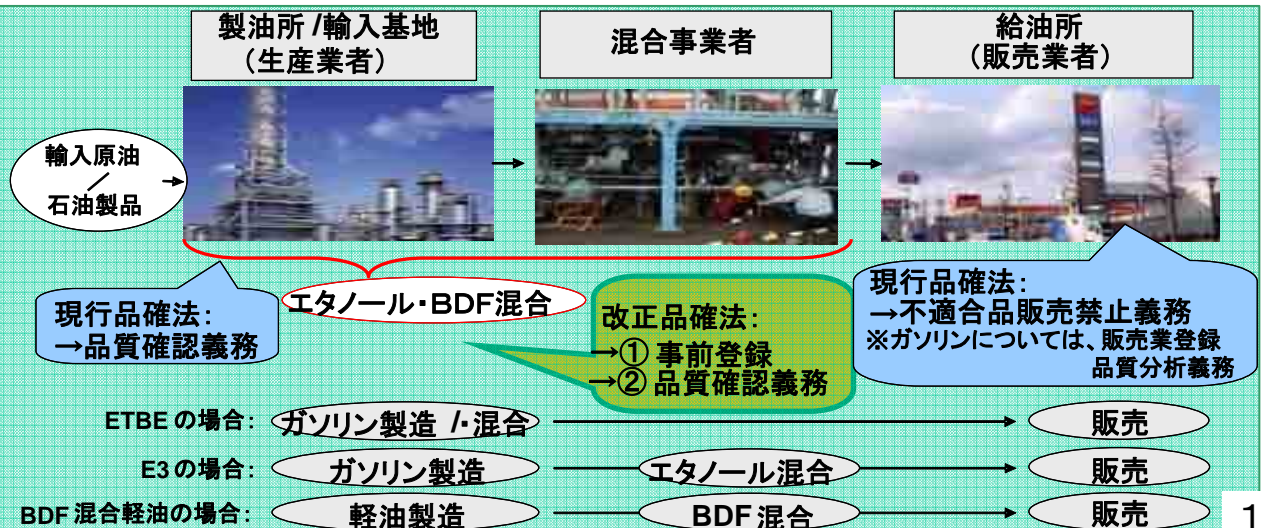 製油所 /輸入基地
（生産業者）
混合事業者
給油所
（販売業者）
輸入原油
／
石油製品
現行品確法：
→品質確認義務
エタノール・BDF混合
改正品確法：
→① 事前登録
→② 品質確認義務
現行品確法：
→不適合品販売禁止義務
※ガソリンについては、販売業登録
品質分析義務
ETBE の場合： ガソリン製造 /・混合 販売
E3 の場合： ガソリン製造 エタノール混合 販売
BDF 混合軽油の場合： 軽油製造 BDF 混合 販売
1